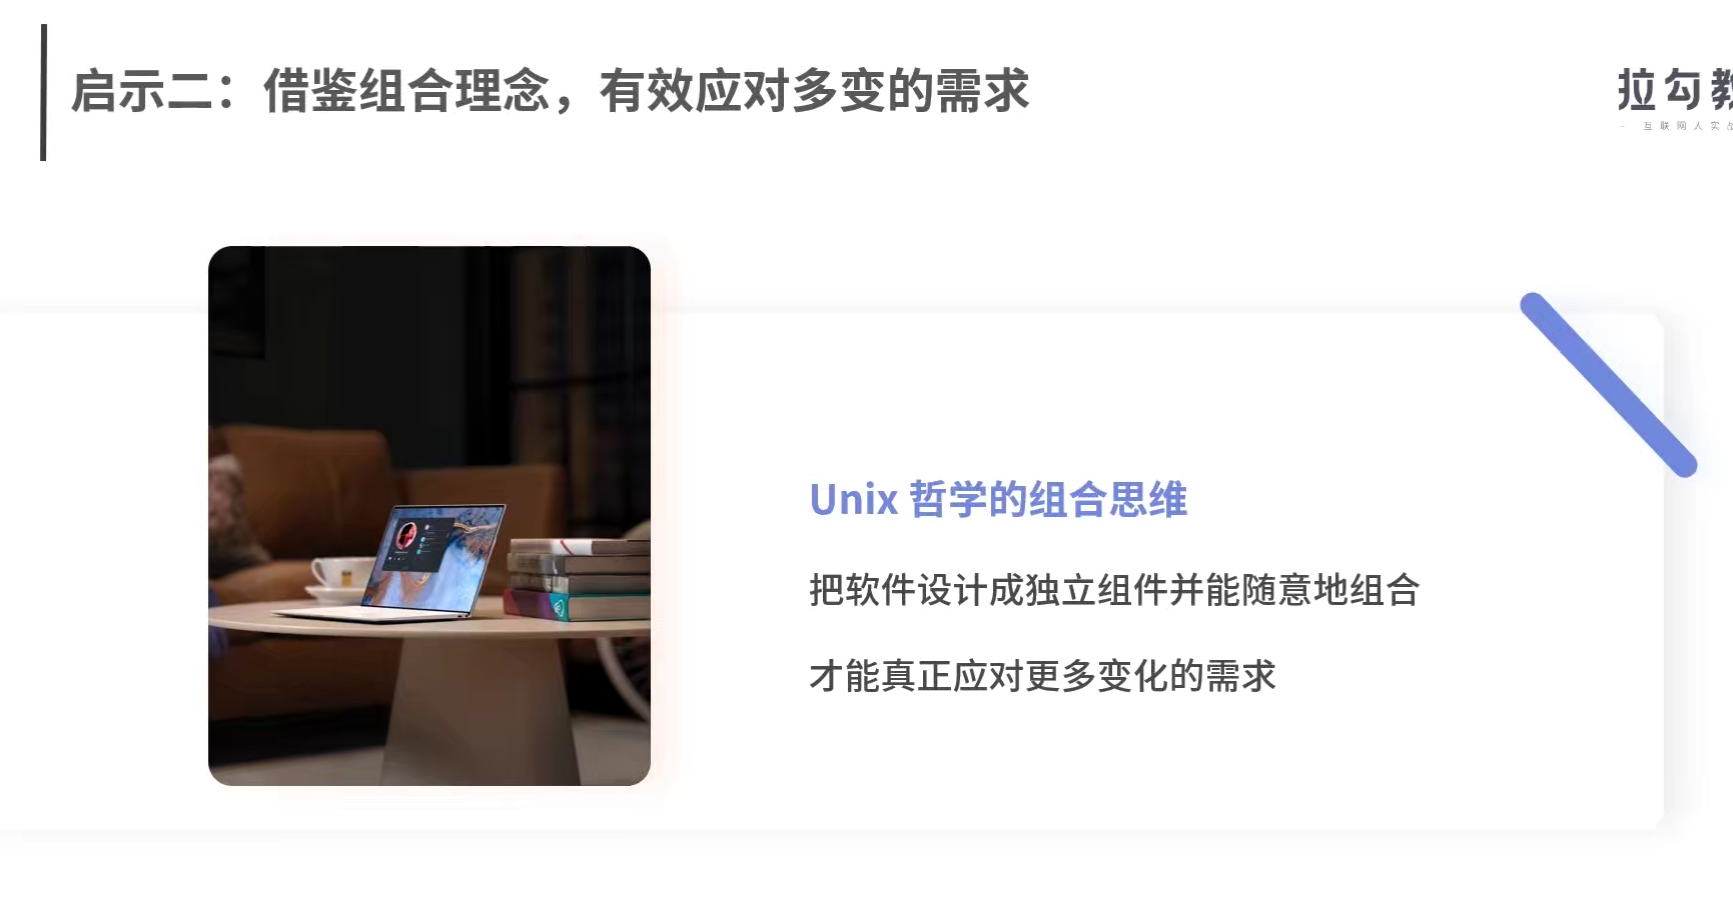 启示二：借鉴组合理念，有效应对多变的需求
拉勾教
互联网人实战
Unix 哲学的组合思维
把软件设计成独立组件并能随意地组合
才能真正应对更多变化的需求